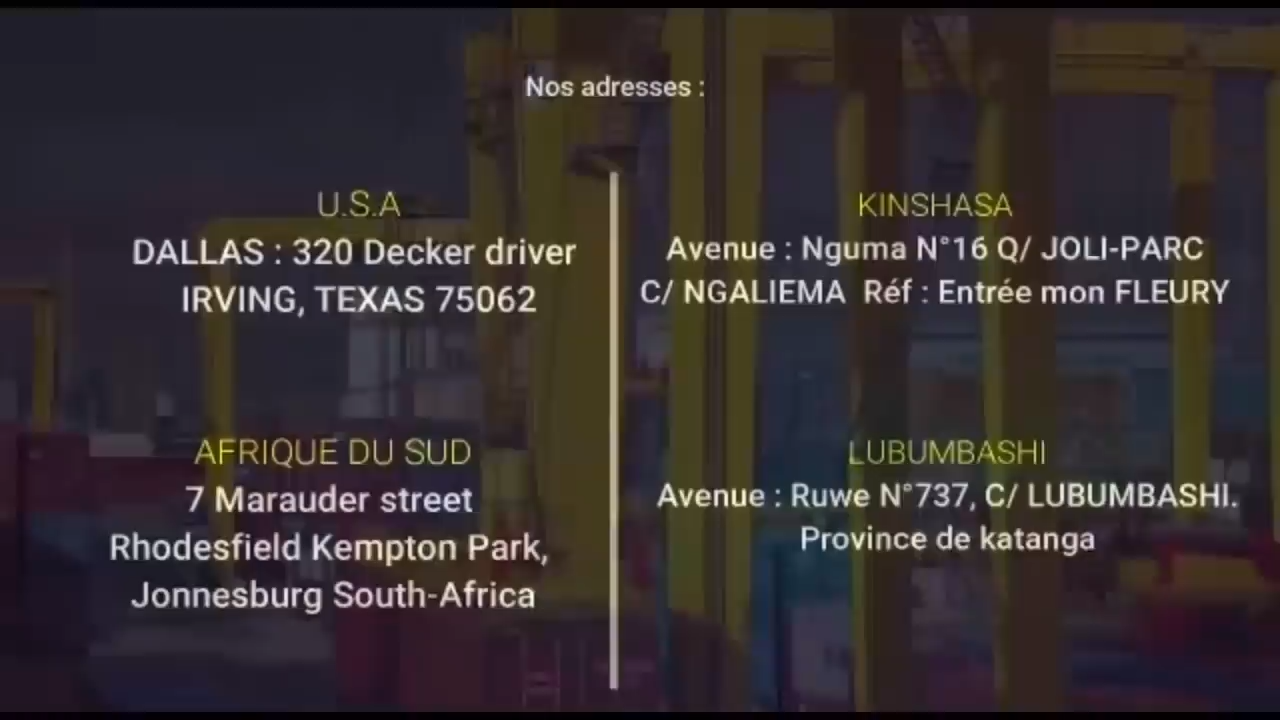 Nos adresses :
U.S.A
DALLAS : 320 Decker driver
IRVING, TEXAS 75062
AFRIQUE DU SUD
7 Marauder street
Rhodesfield Kempton Park,
Jonnesburg South-Africa
KINSHASA
Avenue : Nguma N°16 Q/ JOLI-PARC
C/ NGALIEMA Réf : Entrée mon FLEURY
LUBUMBASHI
Avenue : Ruwe N°737, C/ LUBUMBASHI.
Province de katanga